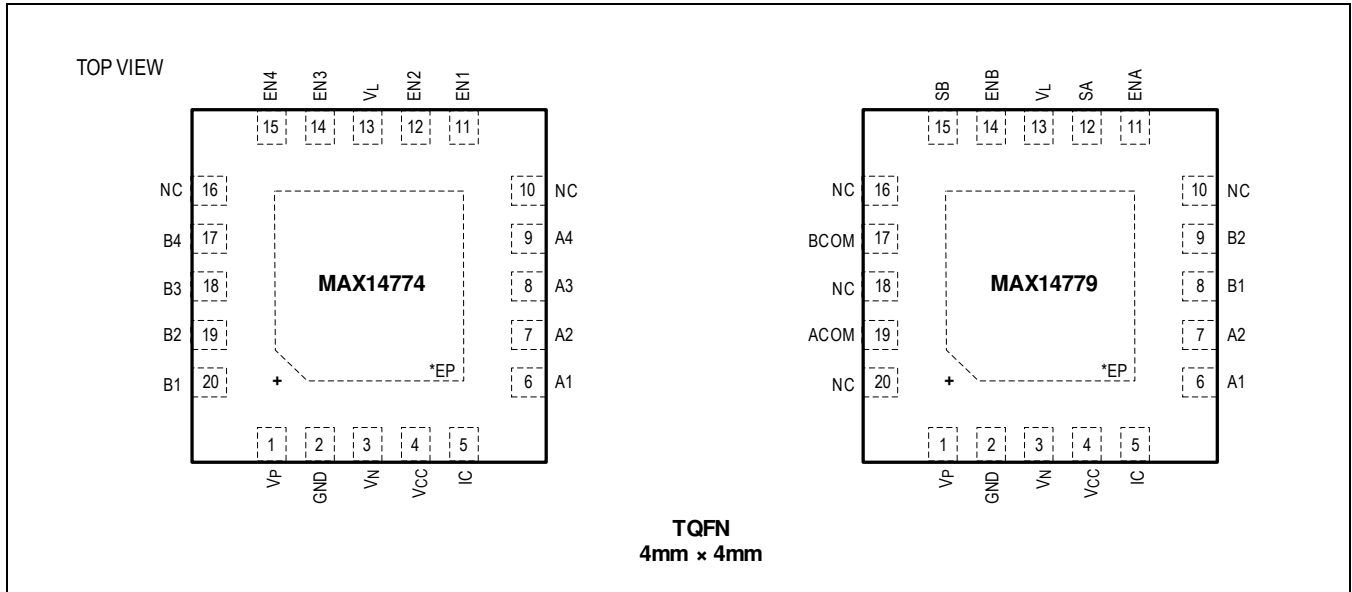 TOP VIEW
EN4 EN3 VL EN2 EN1
15 14 13 12 11
NC 16 10 NC
B4 17 9 A4
B3 18 MAX14774 8 A3
B2 19 7 A2
*EP
B1 20 + 6 A1
1 2 3 4 5
VP GND VN VCC IC
SB ENB VL SA ENA
15 14 13 12 11
NC 16 10 NC
BCOM 17 9 B2
NC 18 MAX14779 8 B1
ACOM 19 7 A2
*EP
NC 20 + 6 A1
1 2 3 4 5
VP GND VN VCC IC
TQFN
4mm × 4mm